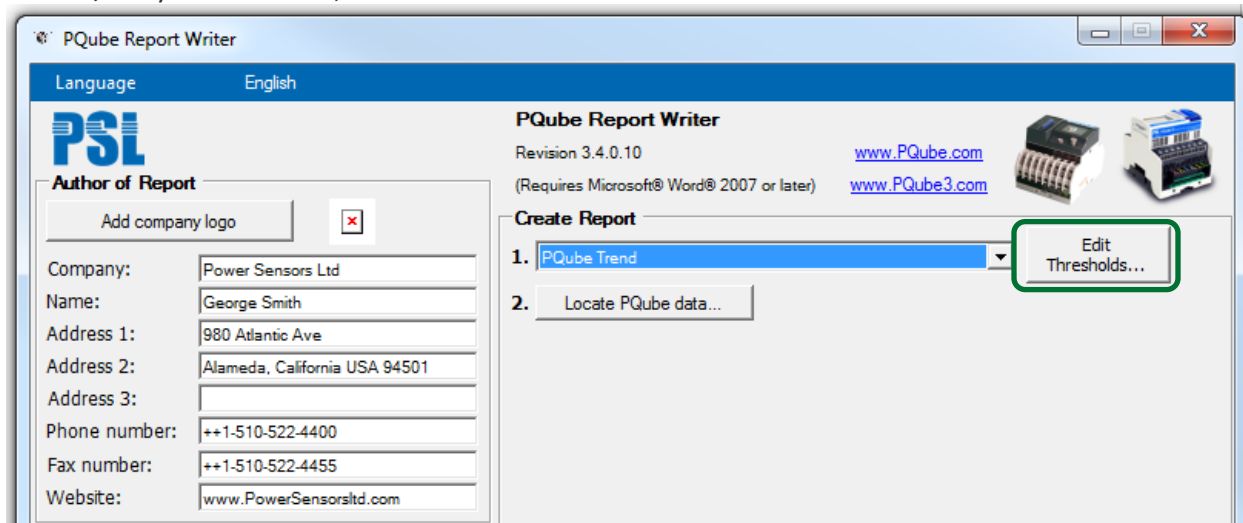 PQube Report Writer
Language English
PSL
PQube Report Writer
Revision 3.4.0.10 www.PQube.com
(Requires Microsoft® Word® 2007 or later) www.PQube3.com
Author of Report
Add company logo
Company: Power Sensors Ltd
Name: George Smith
Address 1: 980 Atlantic Ave
Address 2: Alameda, California USA 94501
Address 3:
Phone number: ++1-510-522-4400
Fax number: ++1-510-522-4455
Website: www.PowerSensorsltd.com
Create Report
1. PQube Trend
Edit
Thresholds...
2. Locate PQube data...